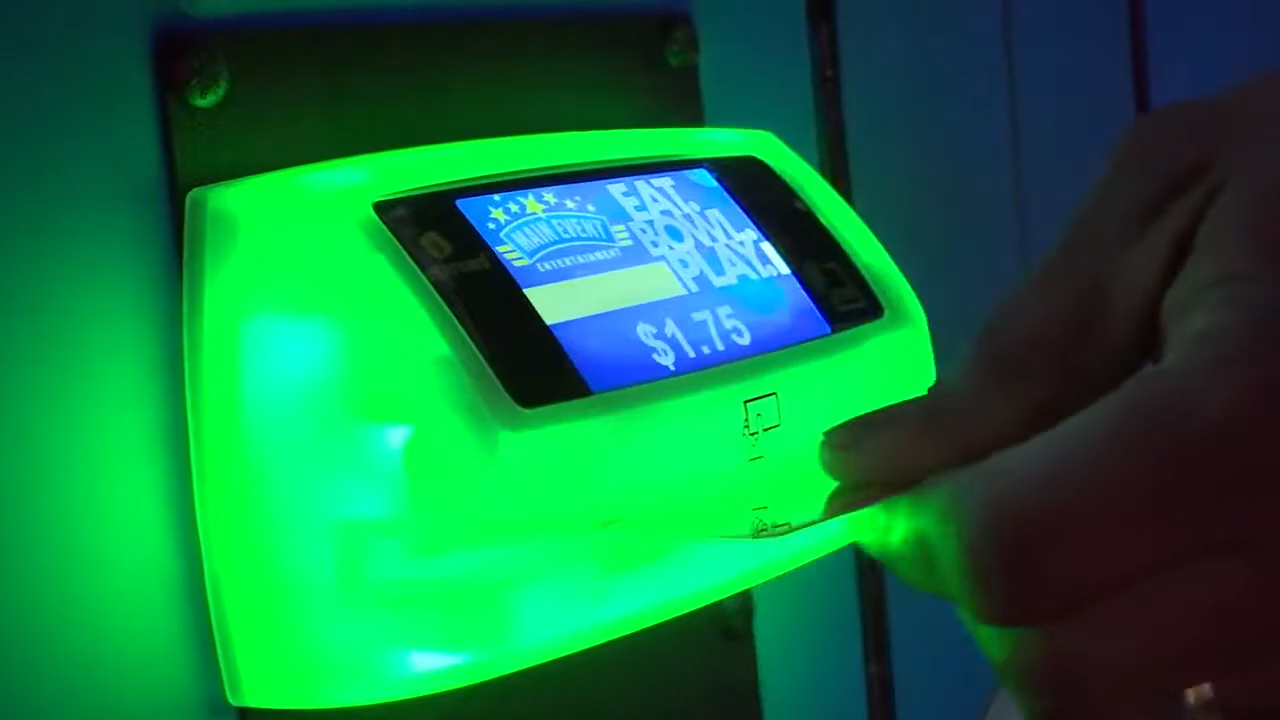 MAIN EVENT
ENTERTAINMENT
EAT.
BOWL.
PLAY.
$1.75